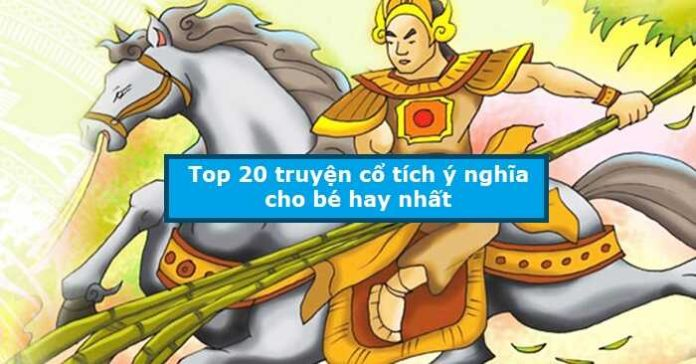 Top 20 truyện cổ tích ý nghĩa
cho bé hay nhất